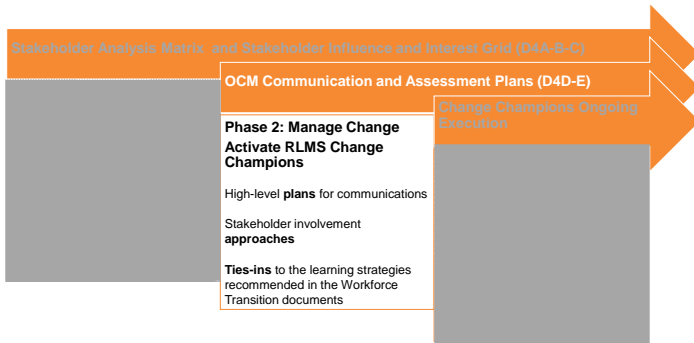 Stakeholder Analysis Matrix and Stakeholder Influence and Interest Grid (D4A-B-C)
OCM Communication and Assessment Plans (D4D-E)
Change Champions Ongoing
Execution
Phase 2: Manage Change
Activate RLMS Change
Champions
High-level plans for communications
Stakeholder involvement
approaches
Ties-ins to the learning strategies
recommended in the Workforce
Transition documents